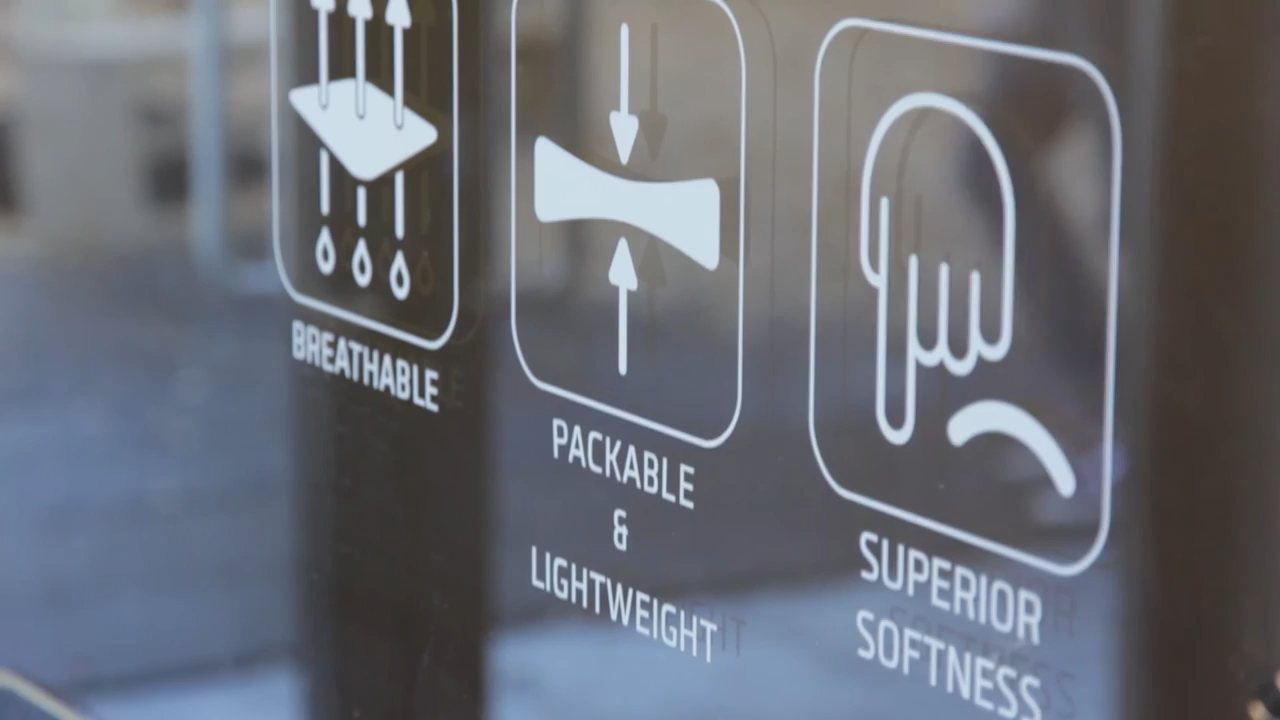 BREATHABLE
PACKABLE
&
LIGHTWEIGHT
SUPERIOR
SOFTNESS